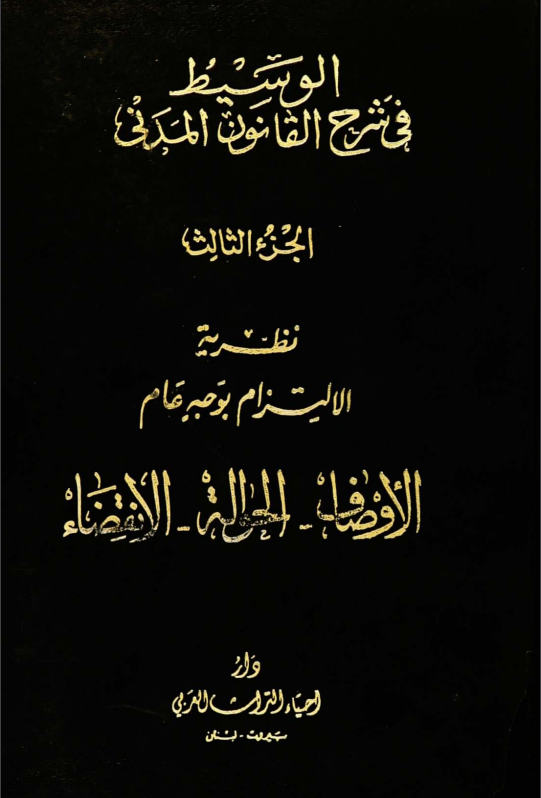 الوسيط
في شرح القانون المدني
الجزء الثالث
نظرية
الالتزام بوجه عام
الأوصاف - الحوالة - الانقضاء
دار
احياء التراث العربي
بيروت - لبنان